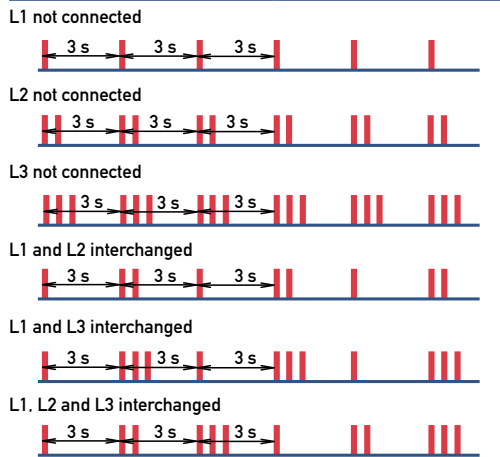 L1 not connected
3 s 3 s 3 s
L2 not connected
3 s 3 s 3 s
L3 not connected
3 s 3 s 3 s
L1 and L2 interchanged
3 s 3 s 3 s
L1 and L3 interchanged
3 s 3 s 3 s
L1, L2 and L3 interchanged
3 s 3 s 3 s